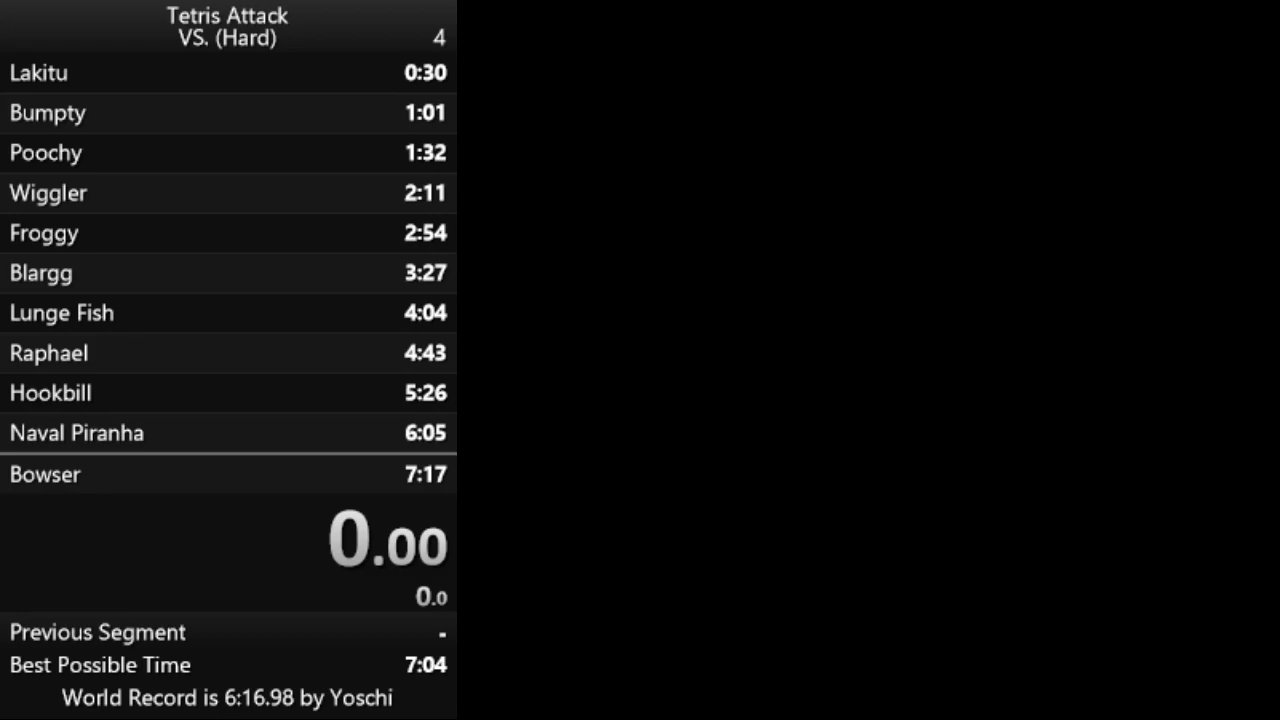 Tetris Attack
VS. (Hard) 4
Lakitu 0:30
Bumpty 1:01
Poochy 1:32
Wiggler 2:11
Froggy 2:54
Blargg 3:27
Lunge Fish 4:04
Raphael 4:43
Hookbill 5:26
Naval Piranha 6:05
Bowser 7:17
0.00
0.0
Previous Segment -
Best Possible Time 7:04
World Record is 6:16.98 by Yoschi